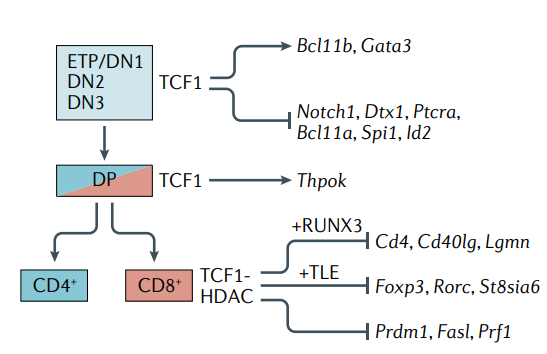 ETP/DN1
DN2
DN3
TCF1
Bcl11b, Gata3
Notch1, Dtx1, Ptcra,
Bcl11a, Spi1, Id2
DP
TCF1
Thpok
CD4⁺
CD8⁺
TCF1-
HDAC
+RUNX3
Cd4, Cd40lg, Lgmn
+TLE
Foxp3, Rorc, St8sia6
Prdm1, Fasl, Prf1